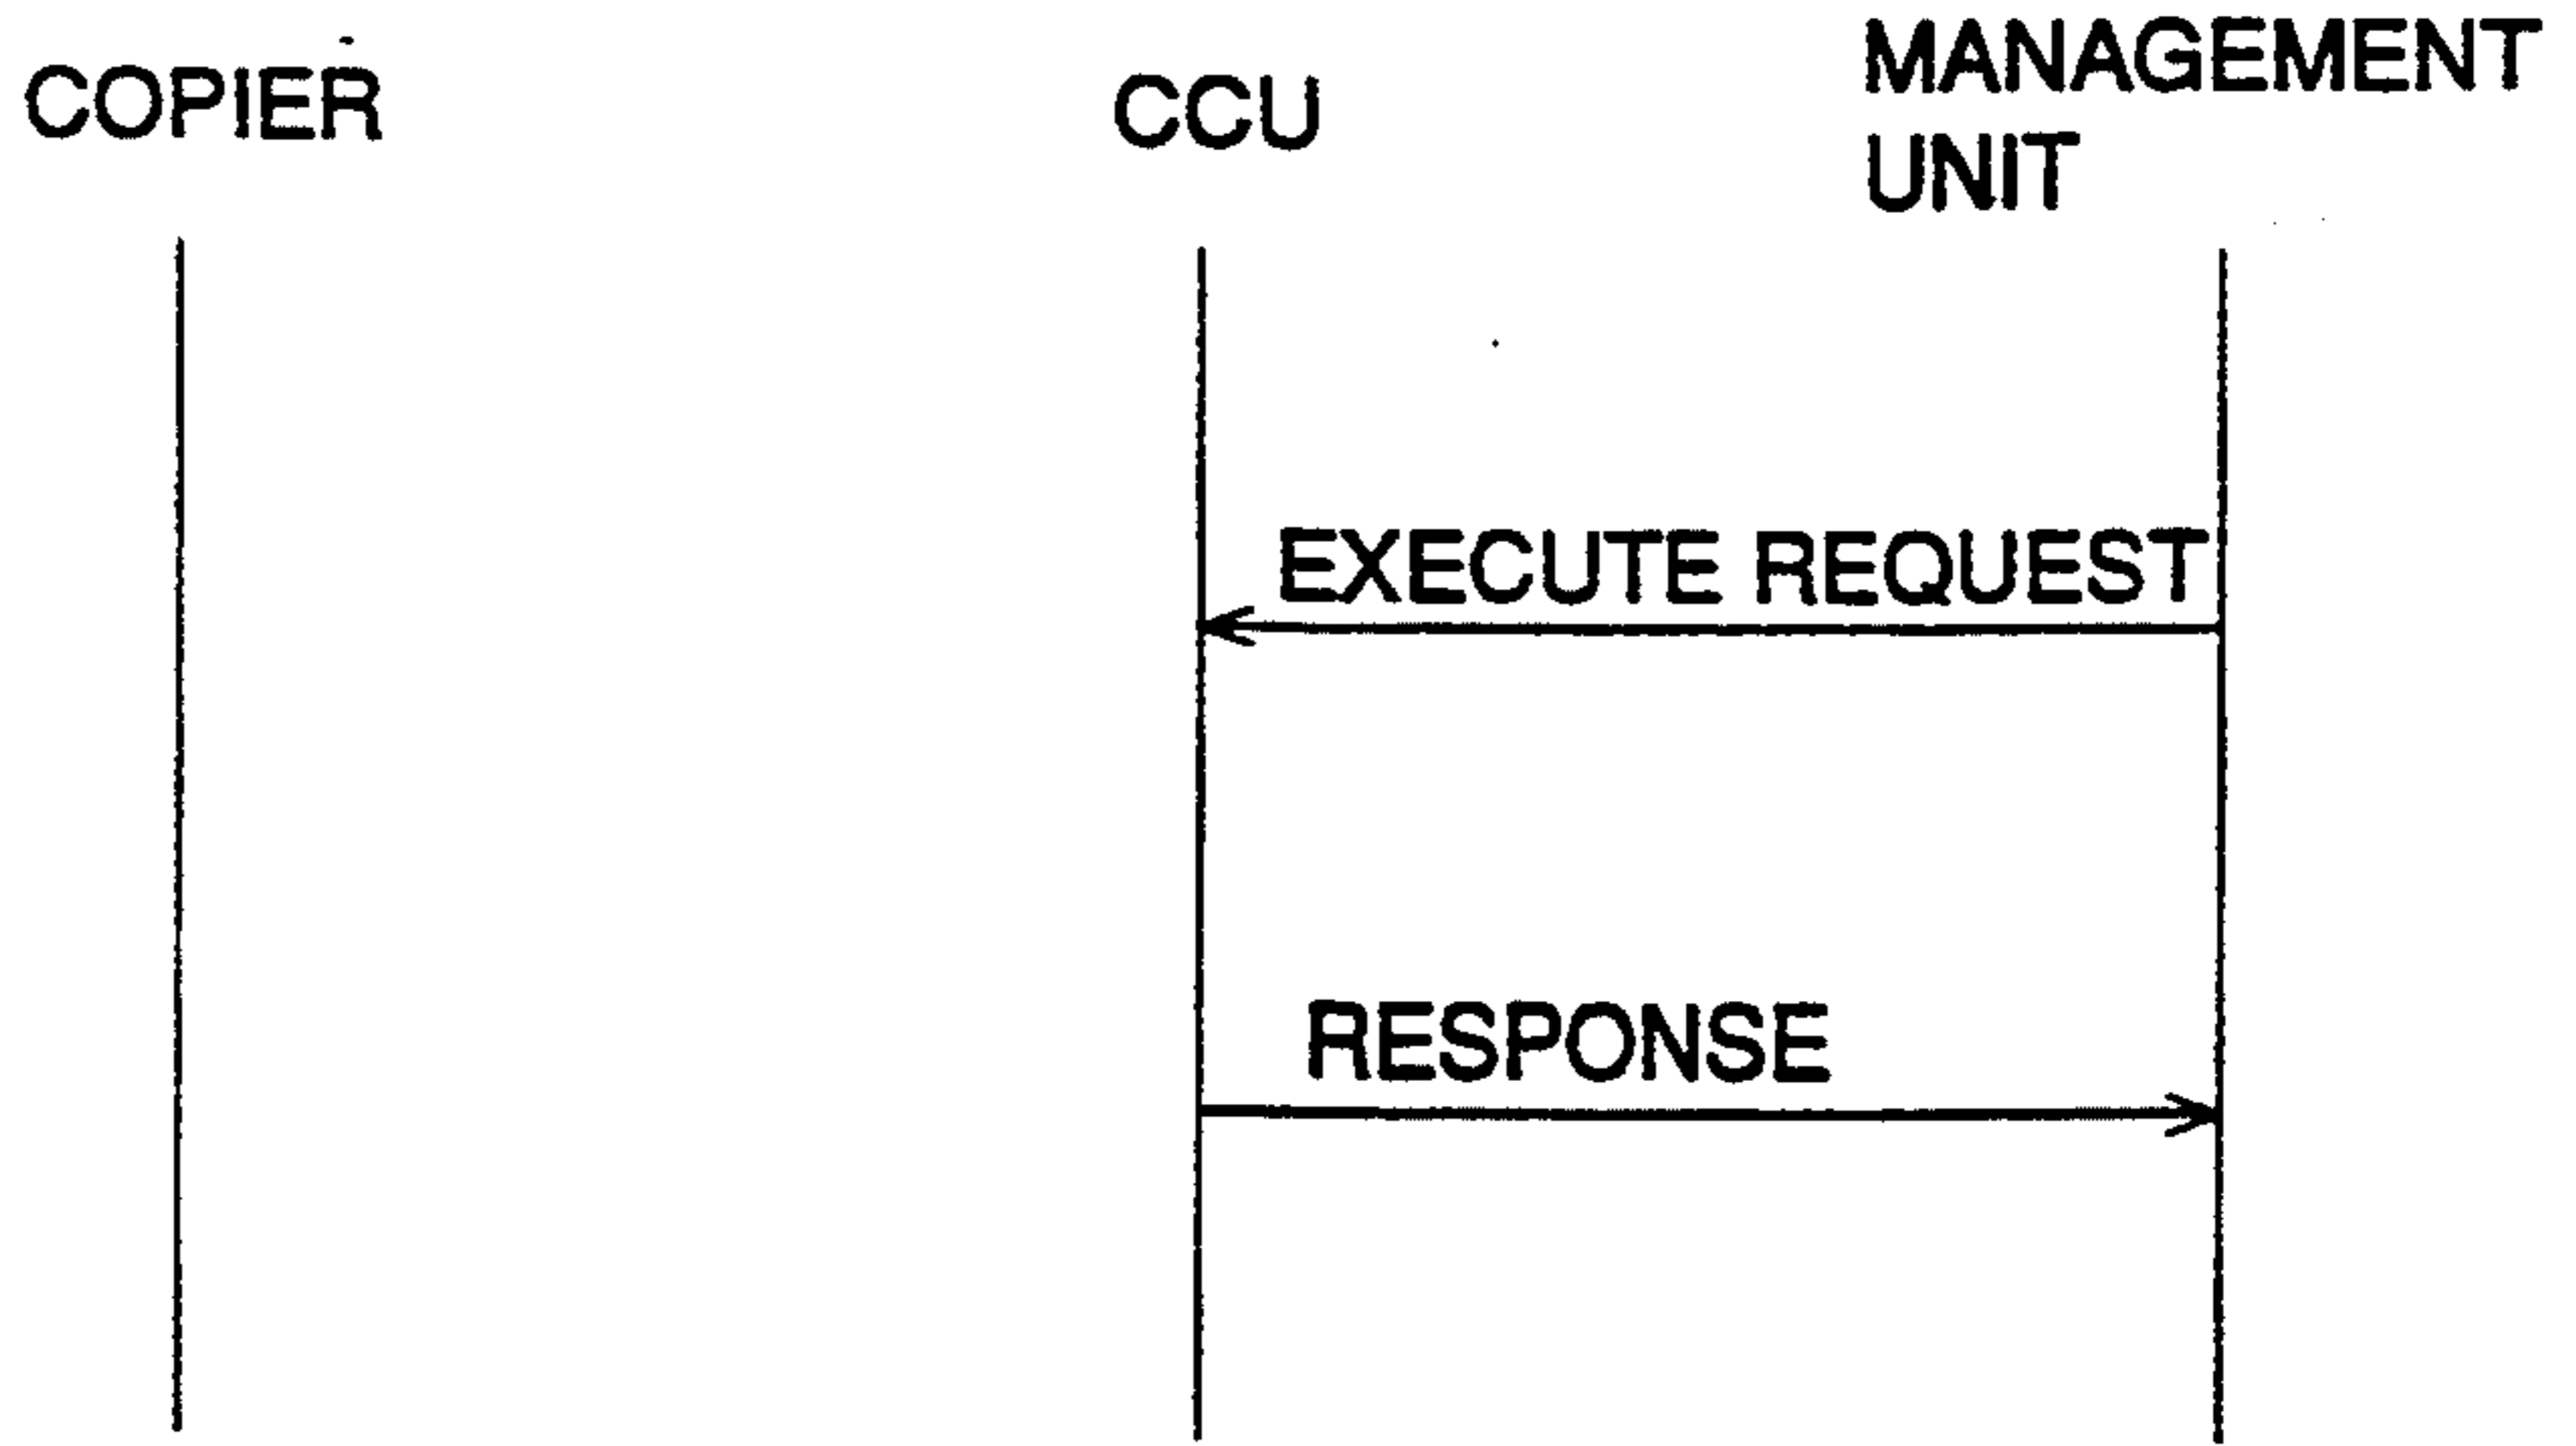 COPIER
CCU
MANAGEMENT
UNIT
EXECUTE REQUEST
RESPONSE